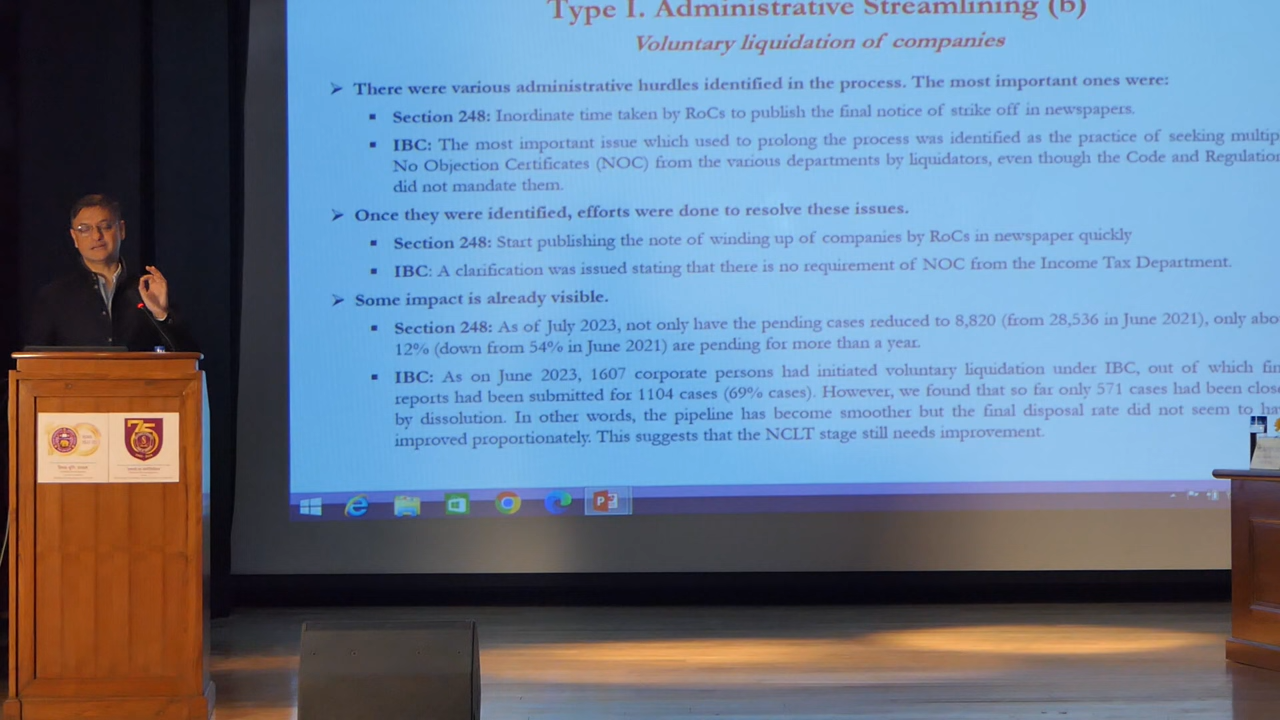 Type I. Administrative Streamlining (b)
Voluntary liquidation of companies
➤ There were various administrative hurdles identified in the process. The most important ones were:
▪ Section 248: Inordinate time taken by RoCs to publish the final notice of strike off in newspapers.
▪ IBC: The most important issue which used to prolong the process was identified as the practice of seeking
No Objection Certificates (NOC) from the various departments by liquidators, even though the Code and
did not mandate them.
➤ Once they were identified, efforts were done to resolve these issues.
▪ Section 248: Start publishing the note of winding up of companies by RoCs in newspaper quickly
▪ IBC: A clarification was issued stating that there is no requirement of NOC from the Income Tax Department.
➤ Some impact is already visible.
▪ Section 248: As of July 2023, not only have the pending cases reduced to 8,820 (from 28,536 in June 2021), only
12% (down from 54% in June 2021) are pending for more than a year.
▪ IBC: As on June 2023, 1607 corporate persons had initiated voluntary liquidation under IBC, out of which
reports had been submitted for 1104 cases (69% cases). However, we found that so far only 571 cases had been
by dissolution. In other words, the pipeline has become smoother but the final disposal rate did not seem to
improved proportionately. This suggests that the NCLT stage still needs improvement.
100
75